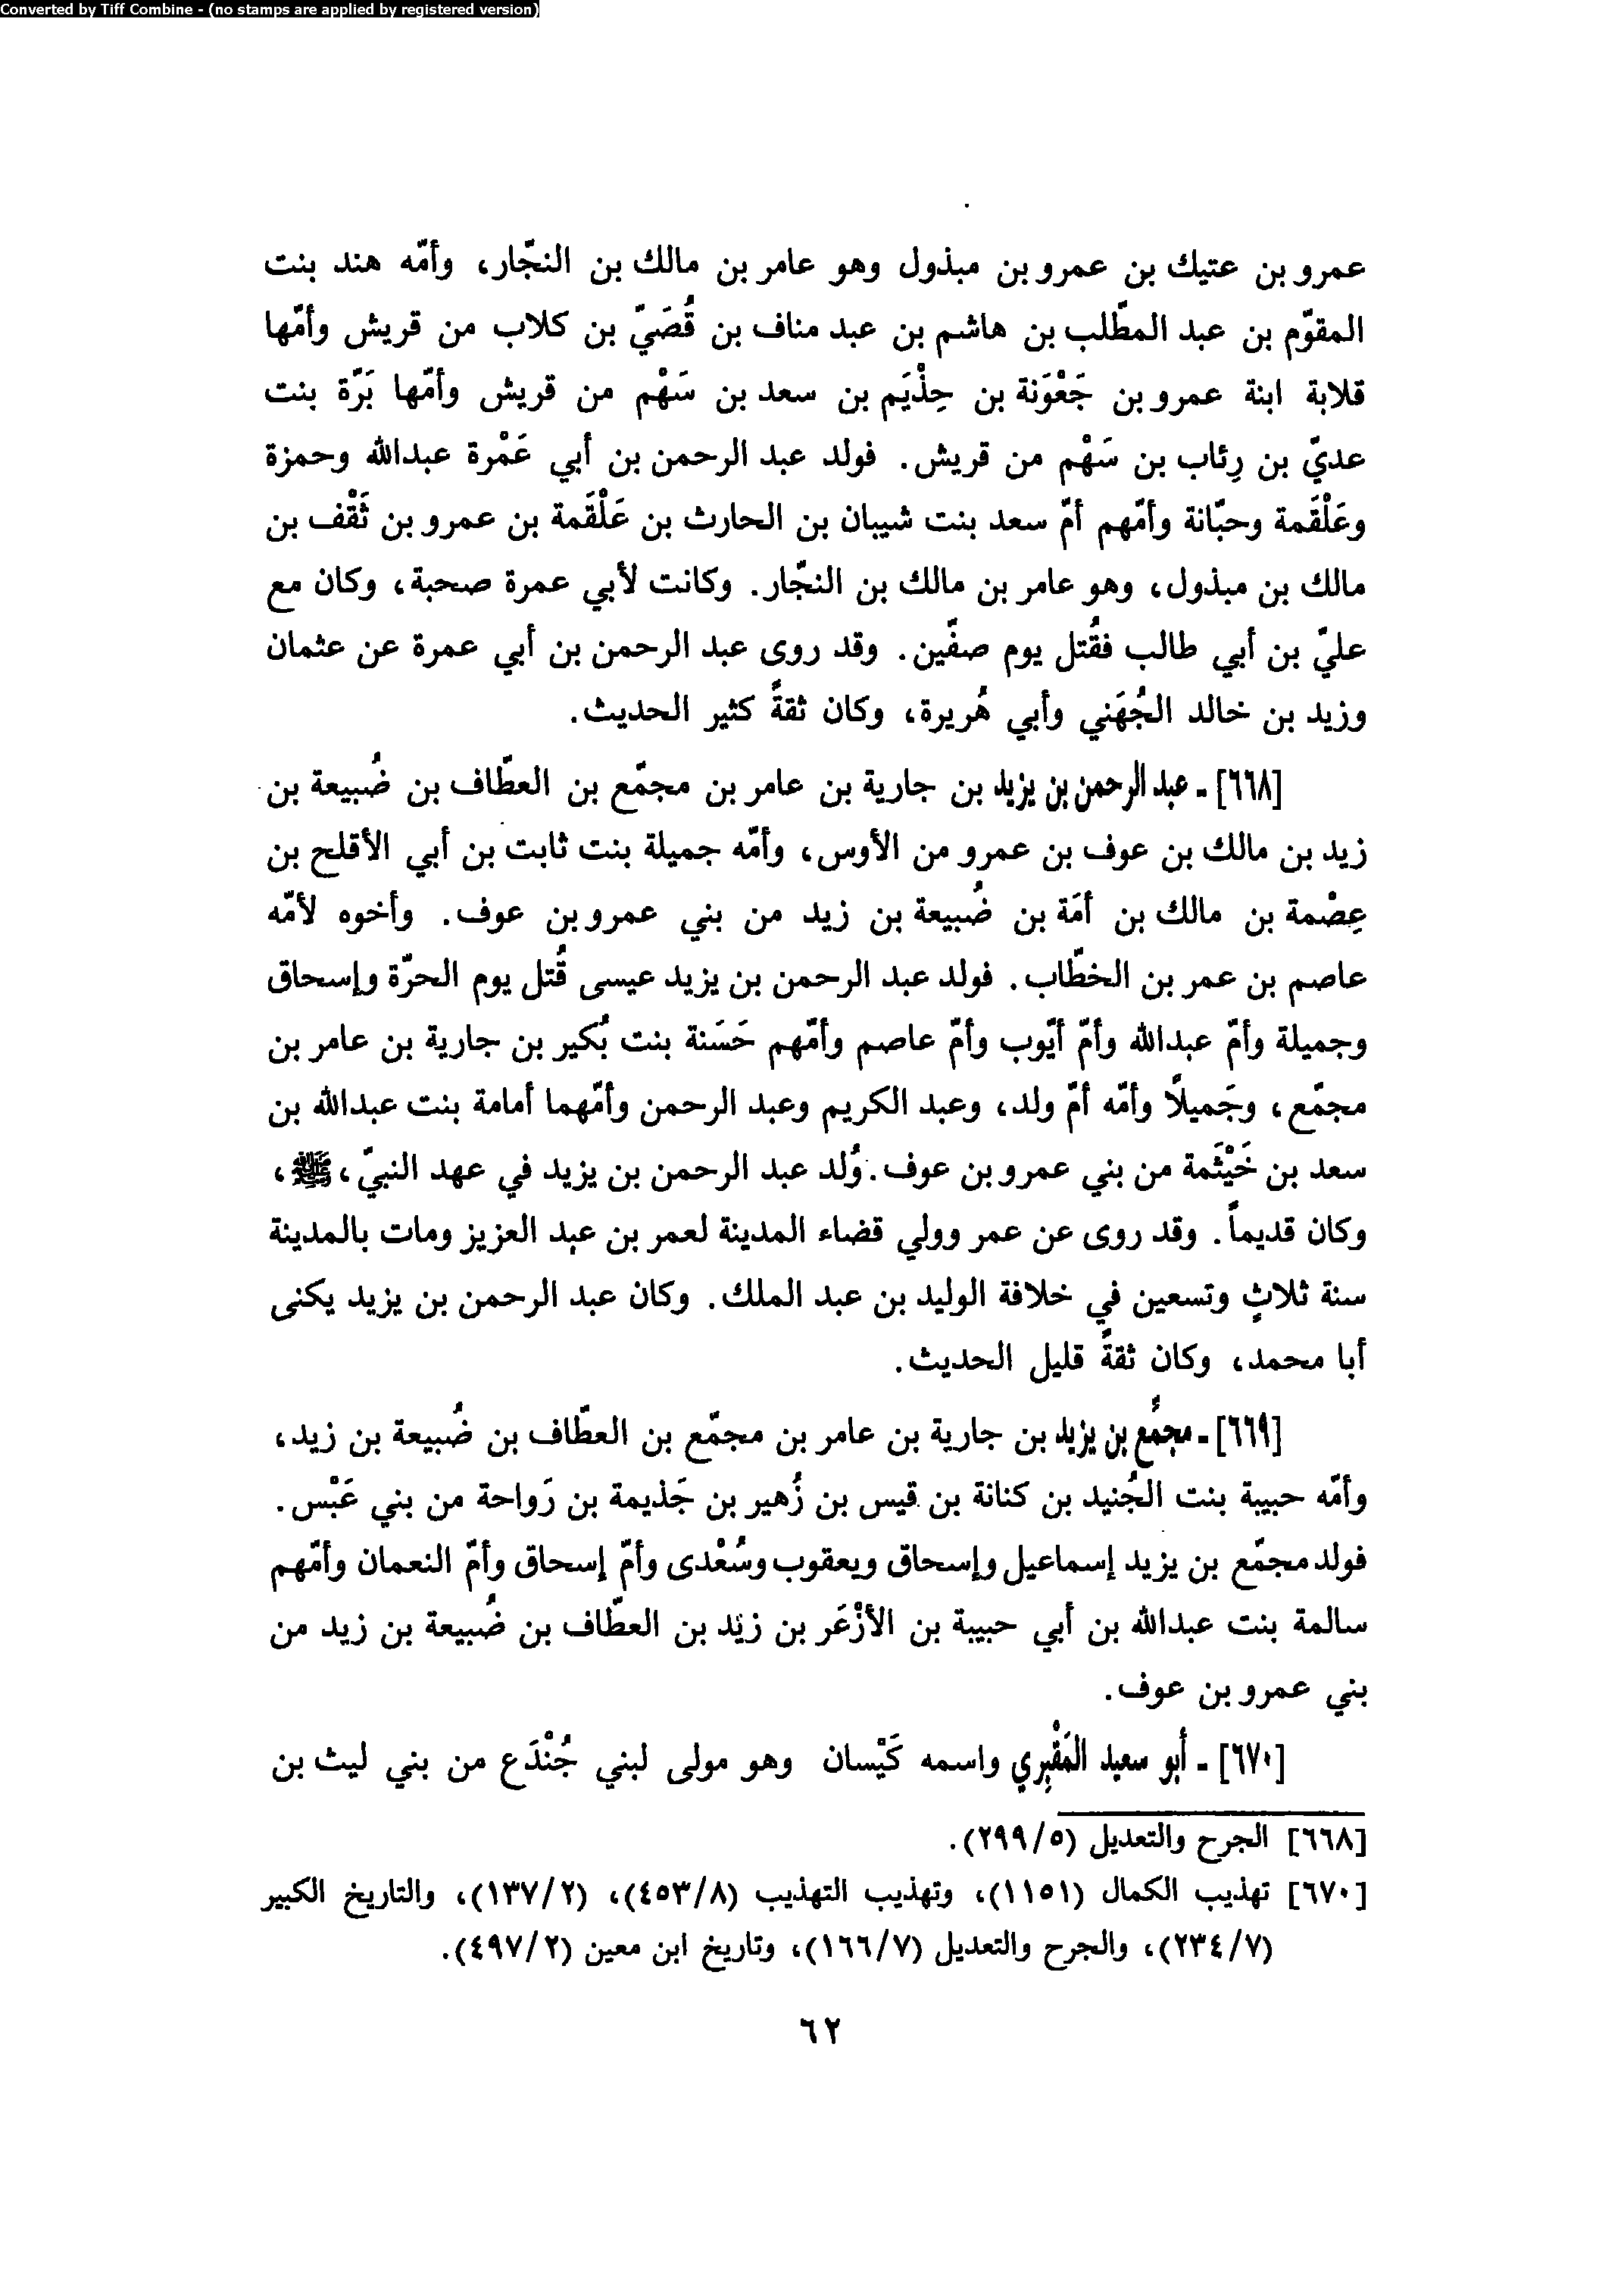 Converted by Tiff Combine - (no stamps are applied by registered version)
عمرو بن عتيك بن عمرو بن مبذول وهو عامر بن مالك بن النجّار، وأمّه هند بنت
المقوّم بن عبد المطّلب بن هاشم بن عبد مناف بن قُصَيّ بن كلاب من قريش وأمّها
قلابة ابنة عمرو بن جَعْوَنة بن حِذْيَم بن سعد بن سَهْم من قريش وأمّها بَرّة بنت
عديّ بن رِئاب بن سَهْم من قريش. فولد عبد الرحمن بن أبي عَمْرة عبدالله وحمزة
وعَلْقَمة وحبّانة وأمّهم أمّ سعد بنت شيبان بن الحارث بن عَلْقَمة بن عمرو بن ثَقْف بن
مالك بن مبذول، وهو عامر بن مالك بن النجّار. وكانت لأبي عمرة صحبة، وكان مع
عليّ بن أبي طالب فقُتل يوم صفّين. وقد روى عبد الرحمن بن أبي عمرة عن عثمان
وزيد بن خالد الجُهَني وأبي هُريرة، وكان ثقةً كثير الحديث.
[٦٦٨] - عبد الرحمن بن يزيد بن جارية بن عامر بن مجمّع بن العطّاف بن ضُبيعة بن
زيد بن مالك بن عوف بن عمرو من الأوس، وأمّه جميلة بنت ثابت بن أبي الأقلح بن
عِصْمة بن مالك بن أمَة بن ضُبيعة بن زيد من بني عمرو بن عوف. وأخوه لأمّه
عاصم بن عمر بن الخطّاب. فولد عبد الرحمن بن يزيد عيسى قُتل يوم الحرّة وإسحاق
وجميلة وأمّ عبدالله وأمّ أيّوب وأمّ عاصم وأمّهم حَسَنة بنت بُكير بن جارية بن عامر بن
مجمّع، وجَميلاً وأمّه أمّ ولد، وعبد الكريم وعبد الرحمن وأمّهما أمامة بنت عبدالله بن
سعد بن خَيْثَمة من بني عمرو بن عوف. وُلد عبد الرحمن بن يزيد في عهد النبيّ، ﷺ،
وكان قديماً. وقد روى عن عمر وولي قضاء المدينة لعمر بن عبد العزيز ومات بالمدينة
سنة ثلاثٍ وتسعين في خلافة الوليد بن عبد الملك. وكان عبد الرحمن بن يزيد يكنى
أبا محمد، وكان ثقةً قليل الحديث.
[٦٦٩] - مجمُّع بن يزيد بن جارية بن عامر بن مجمّع بن العطّاف بن ضُبيعة بن زيد،
وأمّه حبيبة بنت الجُنيد بن كنانة بن قيس بن زُهير بن جَذيمة بن رَواحة من بني عَبْس.
فولد مجمّع بن يزيد إسماعيل وإسحاق ويعقوب وسُعْدى وأمّ إسحاق وأمّ النعمان وأمّهم
سالمة بنت عبدالله بن أبي حبيبة بن الأزْعَر بن زيْد بن العطّاف بن ضُبيعة بن زيد من
بني عمرو بن عوف.
[٦٧٠] - أبو سعيد المَقْبِري واسمه كَيْسان وهو مولى لبني جُنْدَع من بني ليث بن
[٦٦٨] الجرح والتعديل (٢٩٩/٥).
[٦٧٠] تهذيب الكمال (١١٥١)، وتهذيب التهذيب (٤٥٣/٨)، (١٣٧/٢)، والتاريخ الكبير
(٢٣٤/٧)، والجرح والتعديل (١٦٦/٧)، وتاريخ ابن معين (٤٩٧/٢).
٦٢